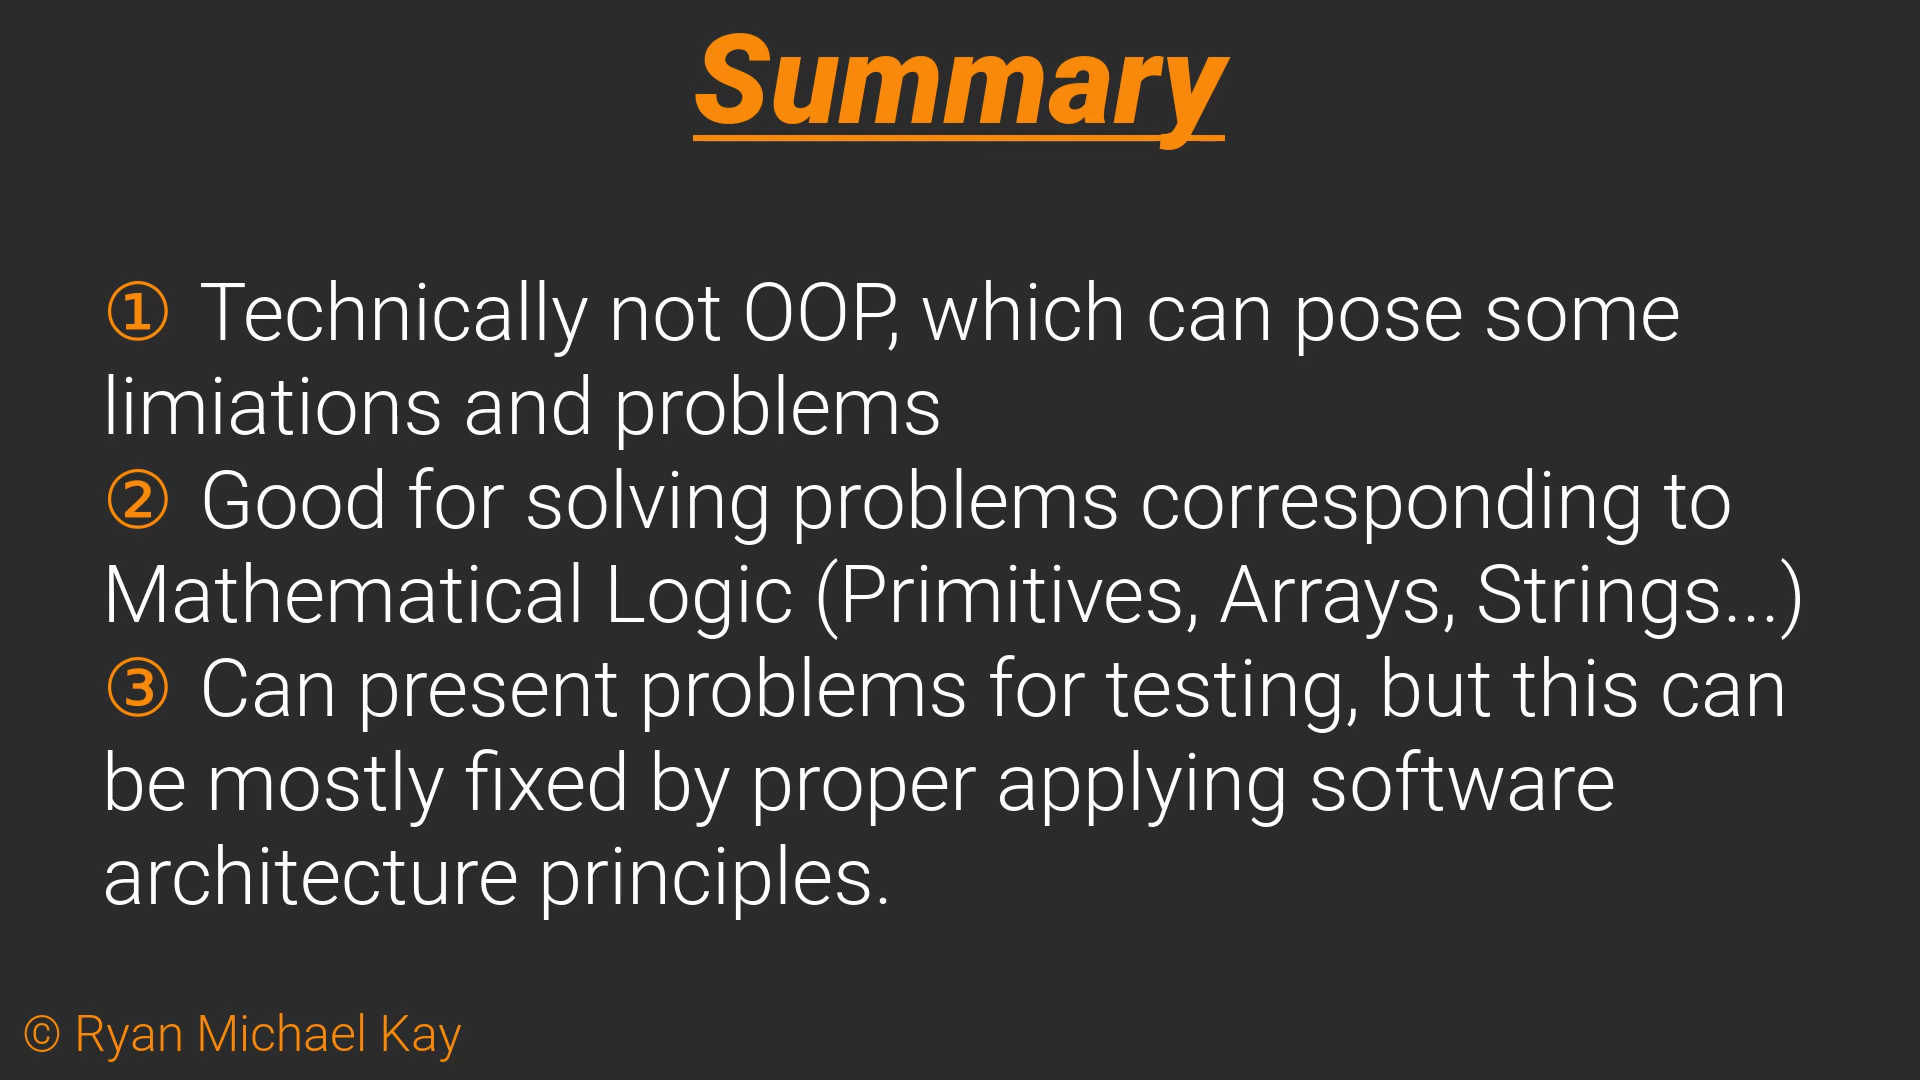 Summary
① Technically not OOP, which can pose some
limiations and problems
② Good for solving problems corresponding to
Mathematical Logic (Primitives, Arrays, Strings...)
③ Can present problems for testing, but this can
be mostly fixed by proper applying software
architecture principles.
© Ryan Michael Kay